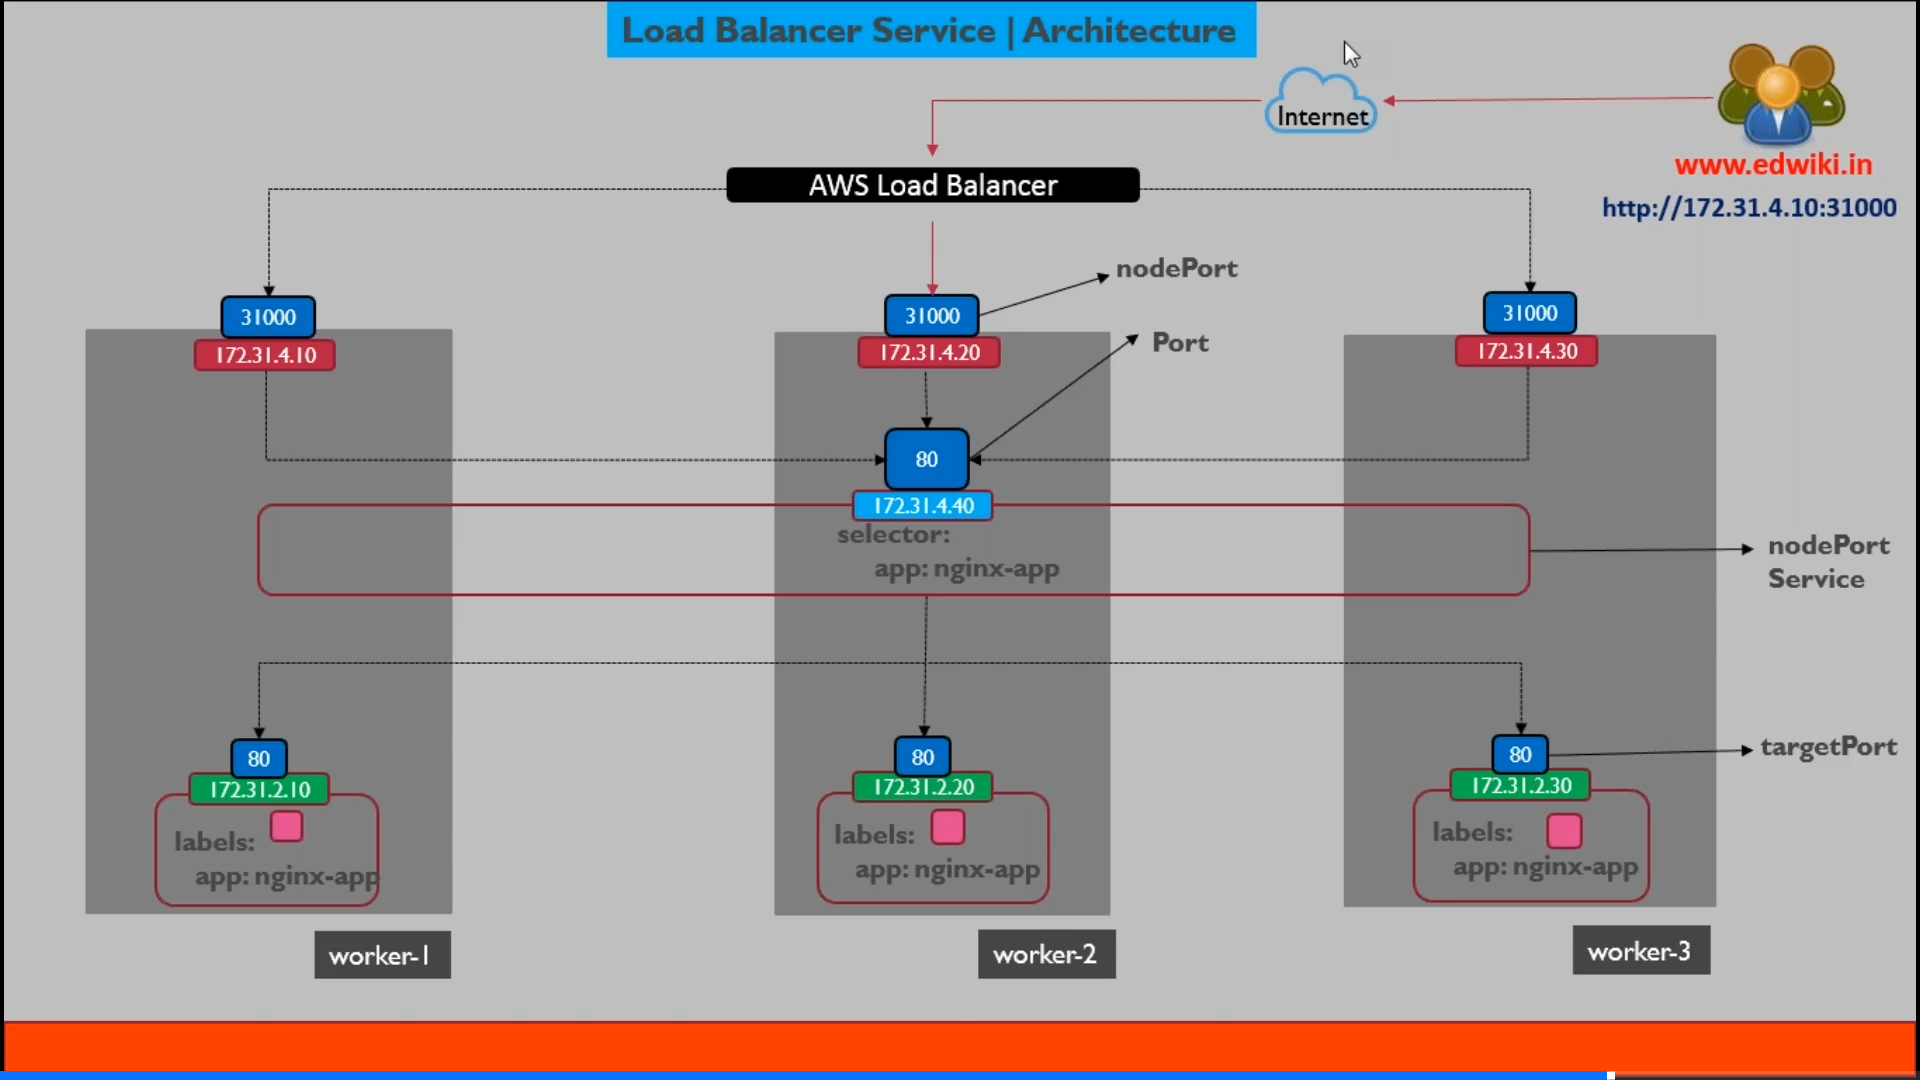 Load Balancer Service | Architecture
Internet
www.edwiki.in
http://172.31.4.10:31000
AWS Load Balancer
nodePort
31000
31000
31000
172.31.4.10
172.31.4.20
172.31.4.30
Port
80
172.31.4.40
selector:
app: nginx-app
nodePort
Service
80
80
80
targetPort
172.31.2.10
172.31.2.20
172.31.2.30
labels:
app: nginx-app
labels:
app: nginx-app
labels:
app: nginx-app
worker-1
worker-2
worker-3